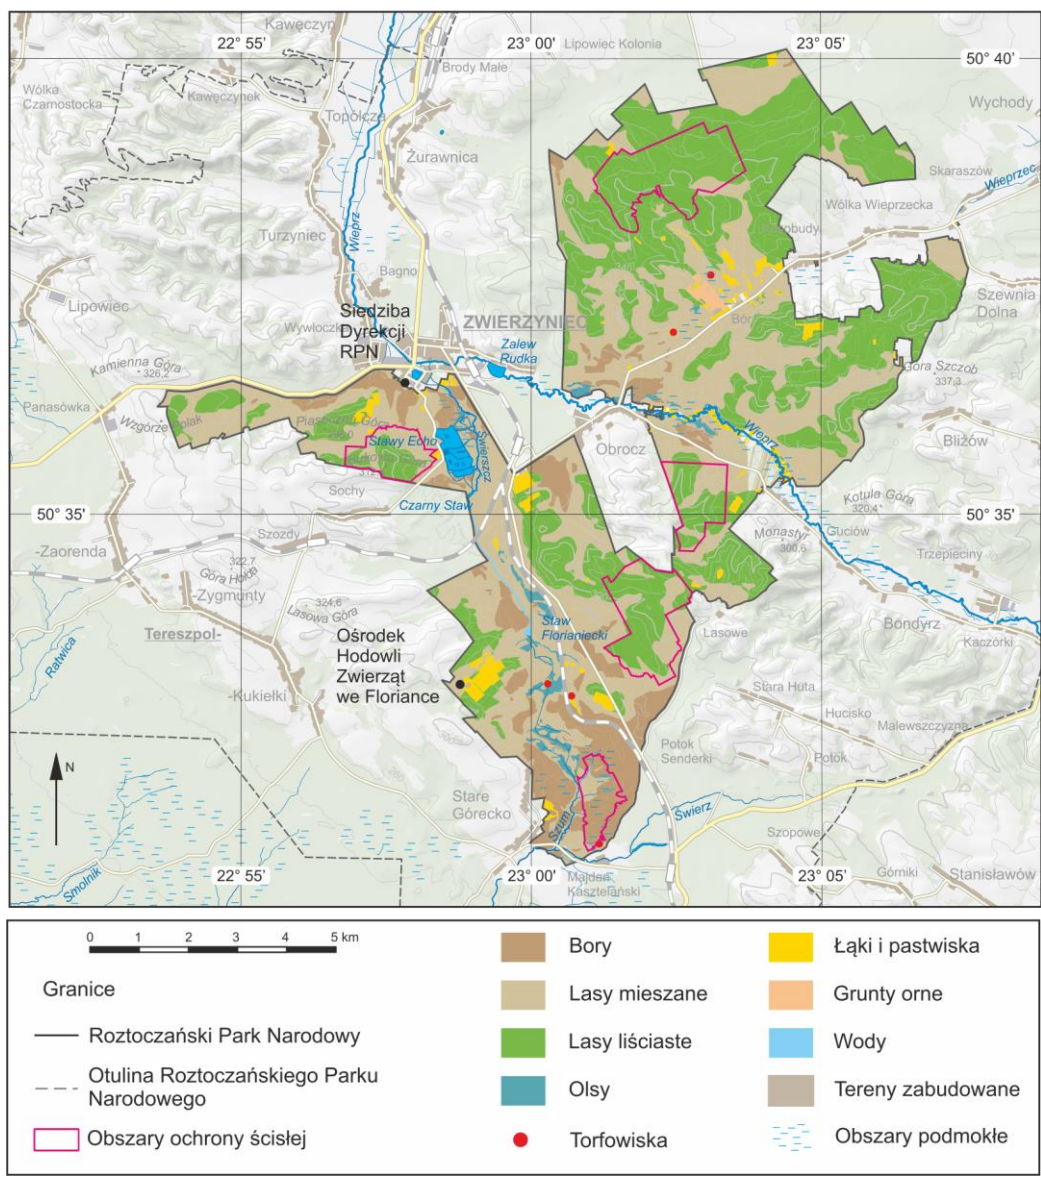 Kawęczyn
22° 55'
23° 00'
Lipowiec Kolonia
23° 05'
50° 40'
Brody Małe
Wólka
Czarnostocka
Kawęczynek
Topólcza
Wychody
Żurawnica
Skaraszów
Wieprzec
Wólka Wieprzecka
Wieprz
Turzyniec
Bagno
Lipowiec
Szewnia
Dolna
Siedziba
Dyrekcji
RPN
Wywłoczka
ZWIERZYNIEC
Zalew
Rudka
Kamienna Góra
Góra Szczob
337,3
Panasówka
Wzgórze Polak
Piaseczna Góra
Stawy Echo
Bukowa Góra
Świerszcz
Obrocz
Wieprz
Bliżów
Sochy
Czarny Staw
Kotula Góra
320,4
50° 35'
50° 35'
Monastyr
300,6
Guciów
-Zaorenda
Szozdy
Trzepieciny
322,7
Góra Hołda
-Zygmunty
324,6
Lasowa Góra
Staw
Florianiecki
Bondyrz
Lasowe
Kaczórki
Tereszpol-
Ratwica
Ośrodek
Hodowli
Zwierząt
we Floriance
-Kukiełki
Stara Huta
Hucisko
Malewszczyzna
N
Potok
Senderki
Potok
Stare
Górecko
Szum
Świerz
Szopowe
Smolnik
22° 55'
23° 00'
23° 05'
Majdan
Kasztelański
Górniki
Stanisławów
0 1 2 3 4 5 km
Granice
Roztoczański Park Narodowy
Otulina Roztoczańskiego Parku
Narodowego
Obszary ochrony ścisłej
Bory
Lasy mieszane
Lasy liściaste
Olsy
Torfowiska
Łąki i pastwiska
Grunty orne
Wody
Tereny zabudowane
Obszary podmokłe